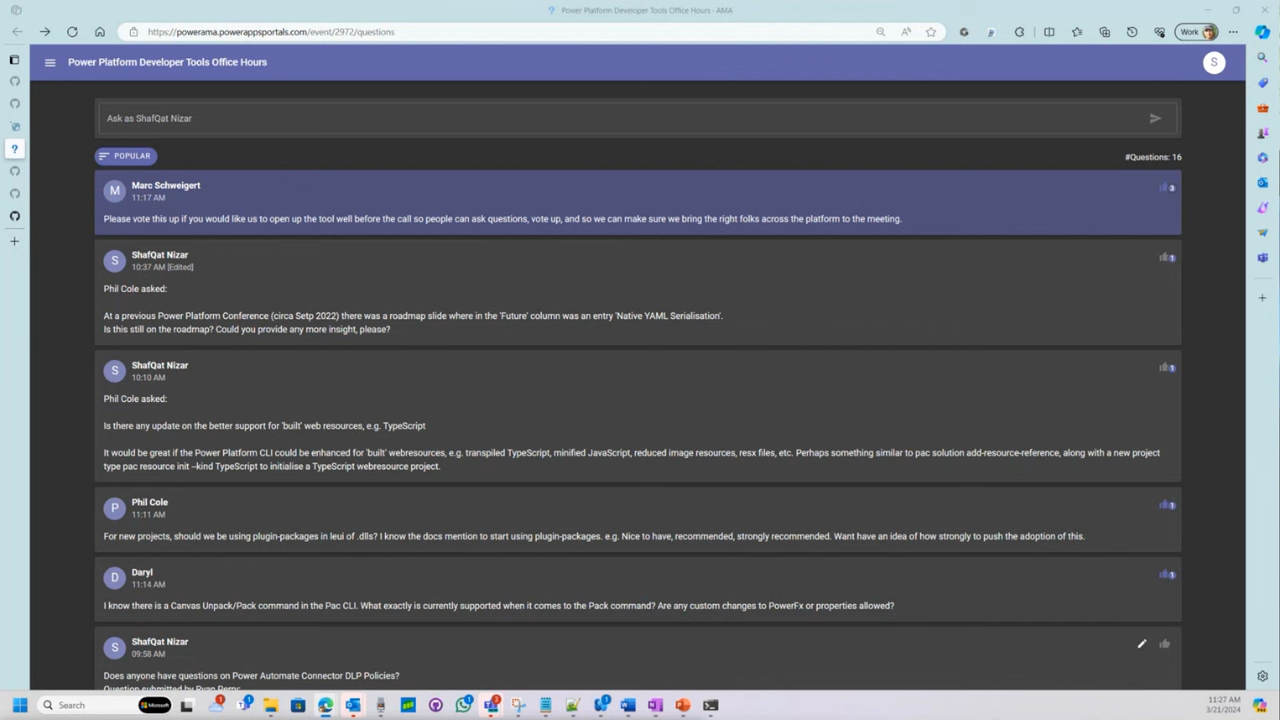 Power Platform Developer Tools Office Hours - AMA
https://powerama.powerappsportals.com/event/2972/questions
Work
Power Platform Developer Tools Office Hours
S
Ask as ShafQat Nizar
POPULAR
#Questions: 16
M
Marc Schweigert
11:17 AM
3
Please vote this up if you would like us to open up the tool well before the call so people can ask questions, vote up, and so we can make sure we bring the right folks across the platform to the meeting.
S
ShafQat Nizar
10:37 AM [Edited]
1
Phil Cole asked:
At a previous Power Platform Conference (circa Setp 2022) there was a roadmap slide where in the 'Future' column was an entry 'Native YAML Serialisation'.
Is this still on the roadmap? Could you provide any more insight, please?
S
ShafQat Nizar
10:10 AM
1
Phil Cole asked:
Is there any update on the better support for 'built' web resources, e.g. TypeScript
It would be great if the Power Platform CLI could be enhanced for 'built' webresources, e.g. transpiled TypeScript, minified JavaScript, reduced image resources, resx files, etc. Perhaps something similar to pac solution add-resource-reference, along with a new project
type pac resource init --kind TypeScript to initialise a TypeScript webresource project.
P
Phil Cole
11:11 AM
1
For new projects, should we be using plugin-packages in leui of .dlls? I know the docs mention to start using plugin-packages. e.g. Nice to have, recommended, strongly recommended. Want have an idea of how strongly to push the adoption of this.
D
Daryl
11:14 AM
1
I know there is a Canvas Unpack/Pack command in the Pac CLI. What exactly is currently supported when it comes to the Pack command? Are any custom changes to PowerFx or properties allowed?
S
ShafQat Nizar
09:58 AM
Does anyone have questions on Power Automate Connector DLP Policies?
Question submitted by Ryan
Search
Microsoft
11:27 AM
3/21/2024